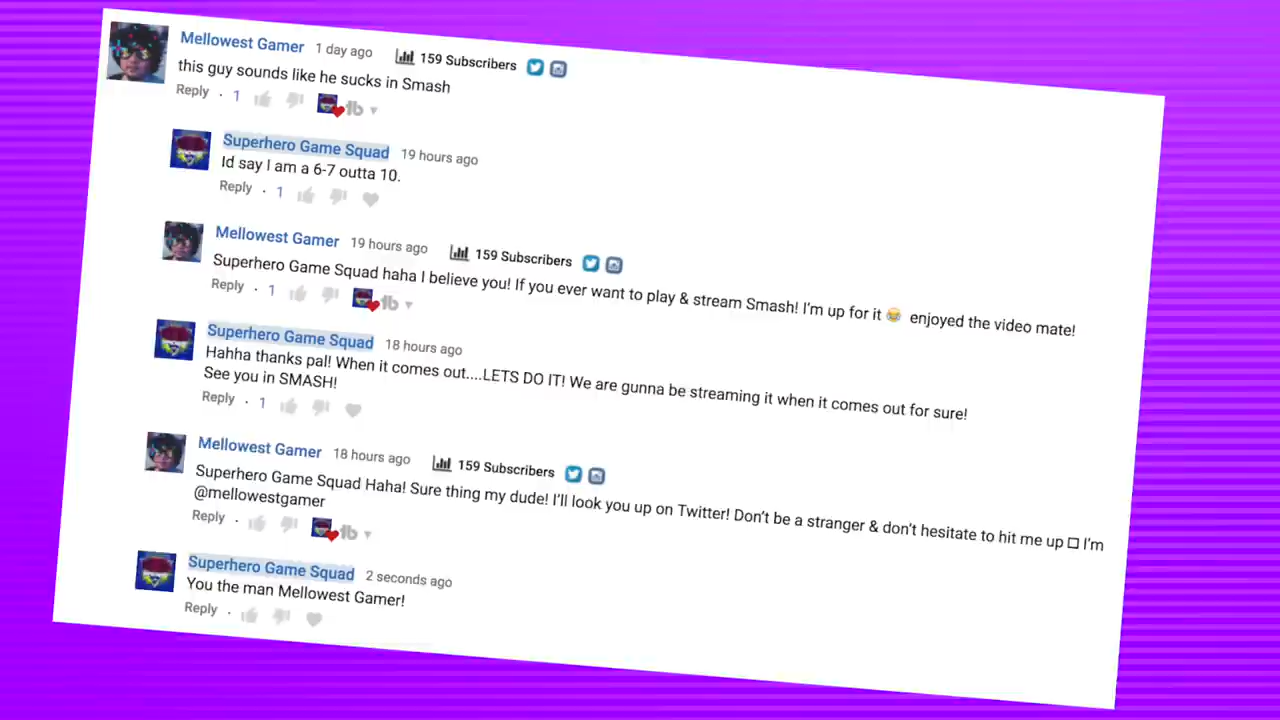 Mellowest Gamer 1 day ago 159 Subscribers
this guy sounds like he sucks in Smash
Reply · 1
Superhero Game Squad 19 hours ago
Id say I am a 6-7 outta 10.
Reply · 1
Mellowest Gamer 19 hours ago 159 Subscribers
Superhero Game Squad haha I believe you! If you ever want to play & stream Smash! I'm up for it 😂 enjoyed the video mate!
Reply · 1
Superhero Game Squad 18 hours ago
Hahha thanks pal! When it comes out....LETS DO IT! We are gunna be streaming it when it comes out for sure!
See you in SMASH!
Reply · 1
Mellowest Gamer 18 hours ago 159 Subscribers
Superhero Game Squad Haha! Sure thing my dude! I'll look you up on Twitter! Don't be a stranger & don't hesitate to hit me up □ I'm
@mellowestgamer
Reply ·
Superhero Game Squad 2 seconds ago
You the man Mellowest Gamer!
Reply ·